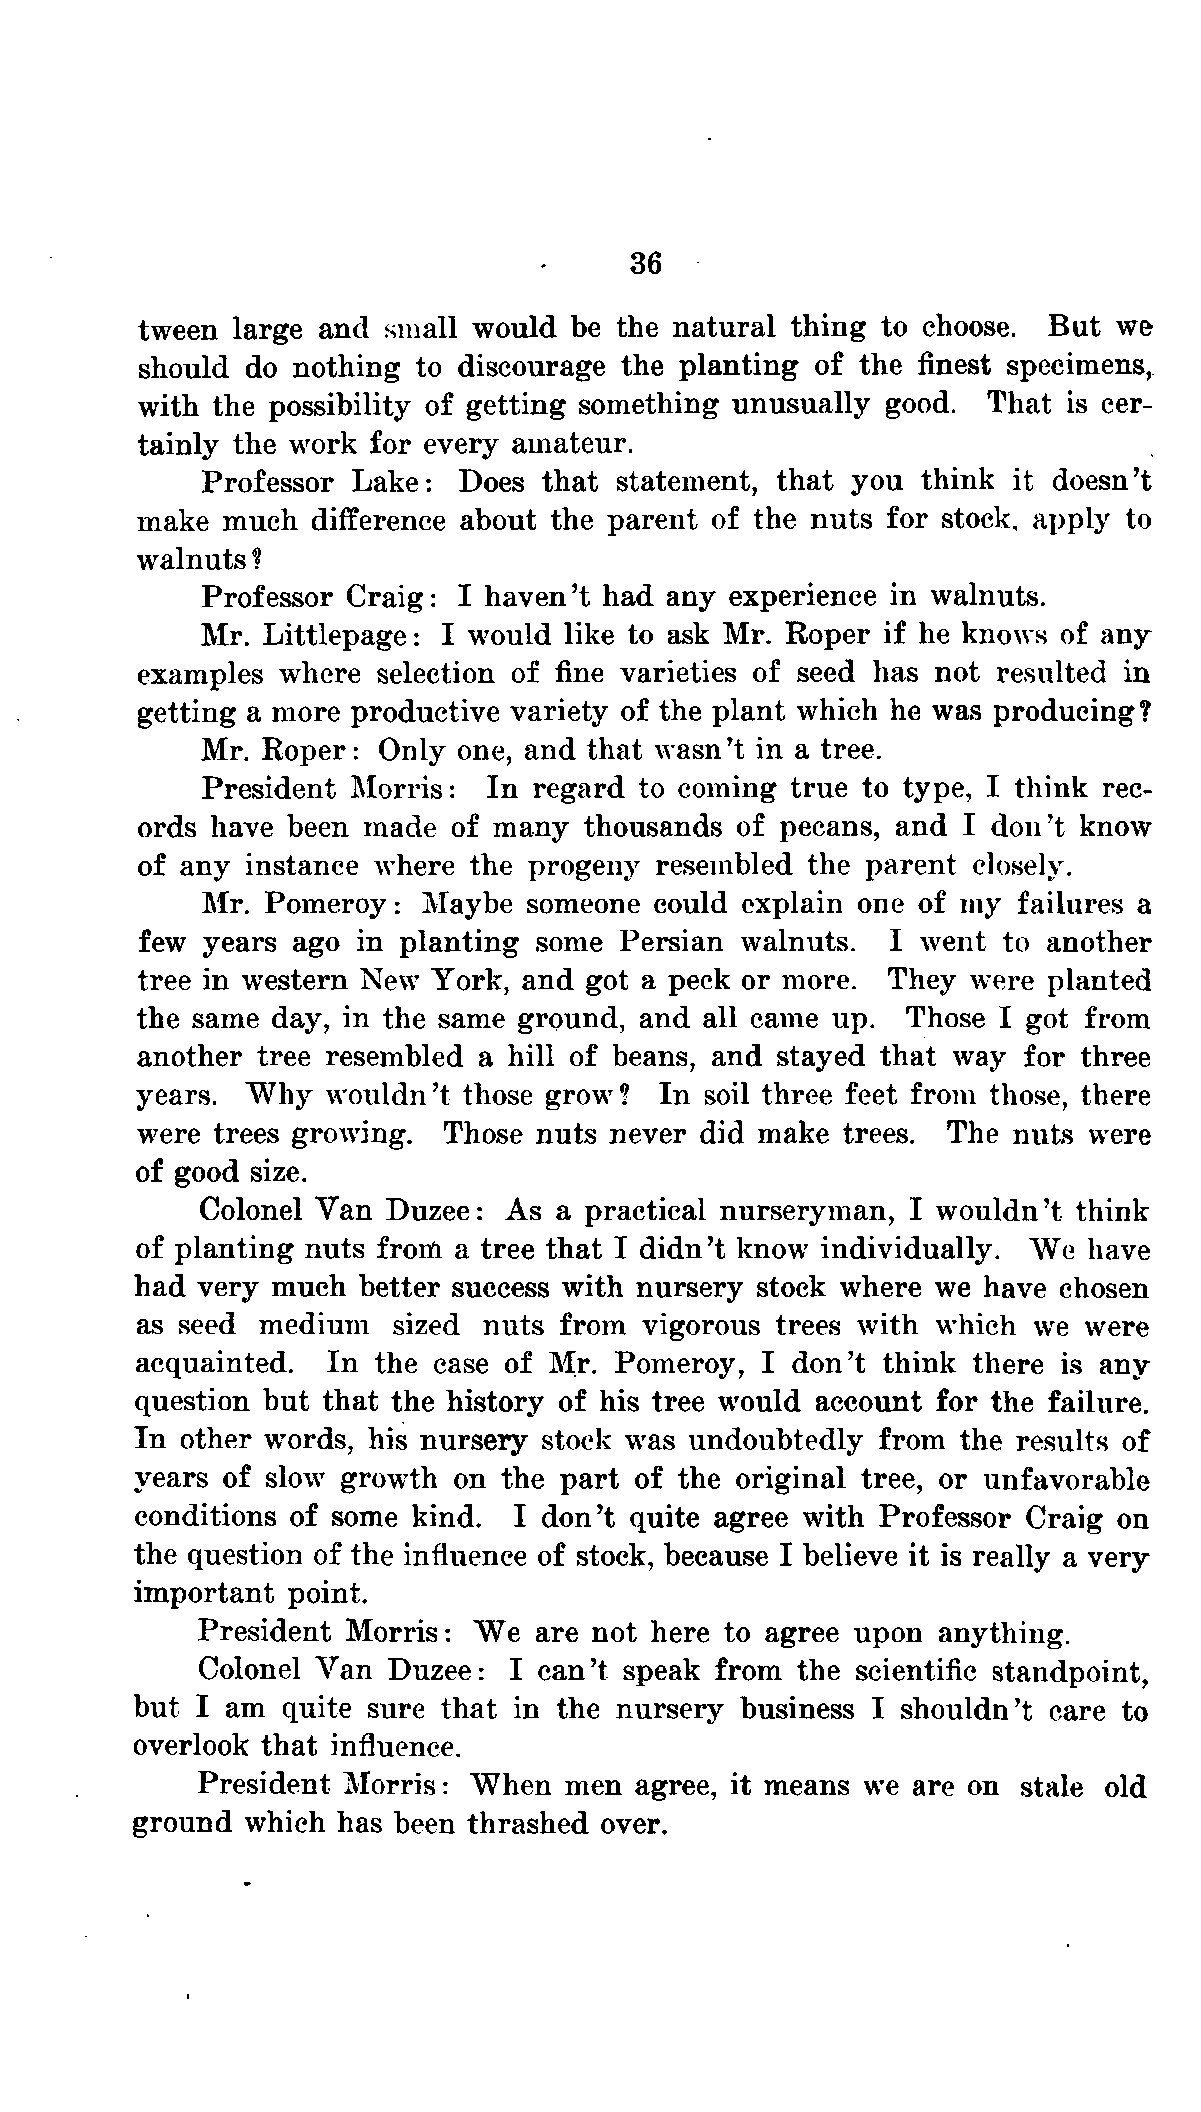 36
tween large and small would be the natural thing to choose. But we
should do nothing to discourage the planting of the finest specimens,
with the possibility of getting something unusually good. That is cer-
tainly the work for every amateur.
Professor Lake: Does that statement, that you think it doesn't
make much difference about the parent of the nuts for stock, apply to
walnuts?
Professor Craig: I haven't had any experience in walnuts.
Mr. Littlepage: I would like to ask Mr. Roper if he knows of any
examples where selection of fine varieties of seed has not resulted in
getting a more productive variety of the plant which he was producing?
Mr. Roper: Only one, and that wasn't in a tree.
President Morris: In regard to coming true to type, I think rec-
ords have been made of many thousands of pecans, and I don't know
of any instance where the progeny resembled the parent closely.
Mr. Pomeroy: Maybe someone could explain one of my failures a
few years ago in planting some Persian walnuts. I went to another
tree in western New York, and got a peck or more. They were planted
the same day, in the same ground, and all came up. Those I got from
another tree resembled a hill of beans, and stayed that way for three
years. Why wouldn't those grow? In soil three feet from those, there
were trees growing. Those nuts never did make trees. The nuts were
of good size.
Colonel Van Duzee: As a practical nurseryman, I wouldn't think
of planting nuts from a tree that I didn't know individually. We have
had very much better success with nursery stock where we have chosen
as seed medium sized nuts from vigorous trees with which we were
acquainted. In the case of Mr. Pomeroy, I don't think there is any
question but that the history of his tree would account for the failure.
In other words, his nursery stock was undoubtedly from the results of
years of slow growth on the part of the original tree, or unfavorable
conditions of some kind. I don't quite agree with Professor Craig on
the question of the influence of stock, because I believe it is really a very
important point.
President Morris: We are not here to agree upon anything.
Colonel Van Duzee: I can't speak from the scientific standpoint,
but I am quite sure that in the nursery business I shouldn't care to
overlook that influence.
President Morris: When men agree, it means we are on stale old
ground which has been thrashed over.